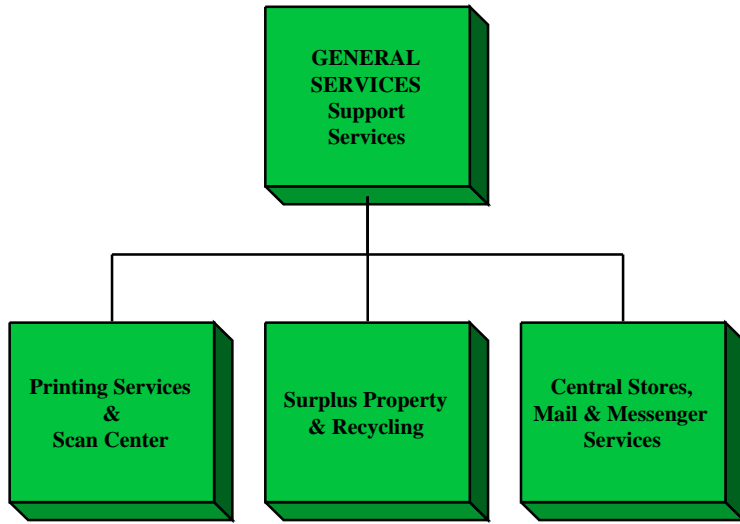 GENERAL
SERVICES
Support
Services
Printing Services
&
Scan Center
Surplus Property
& Recycling
Central Stores,
Mail & Messenger
Services